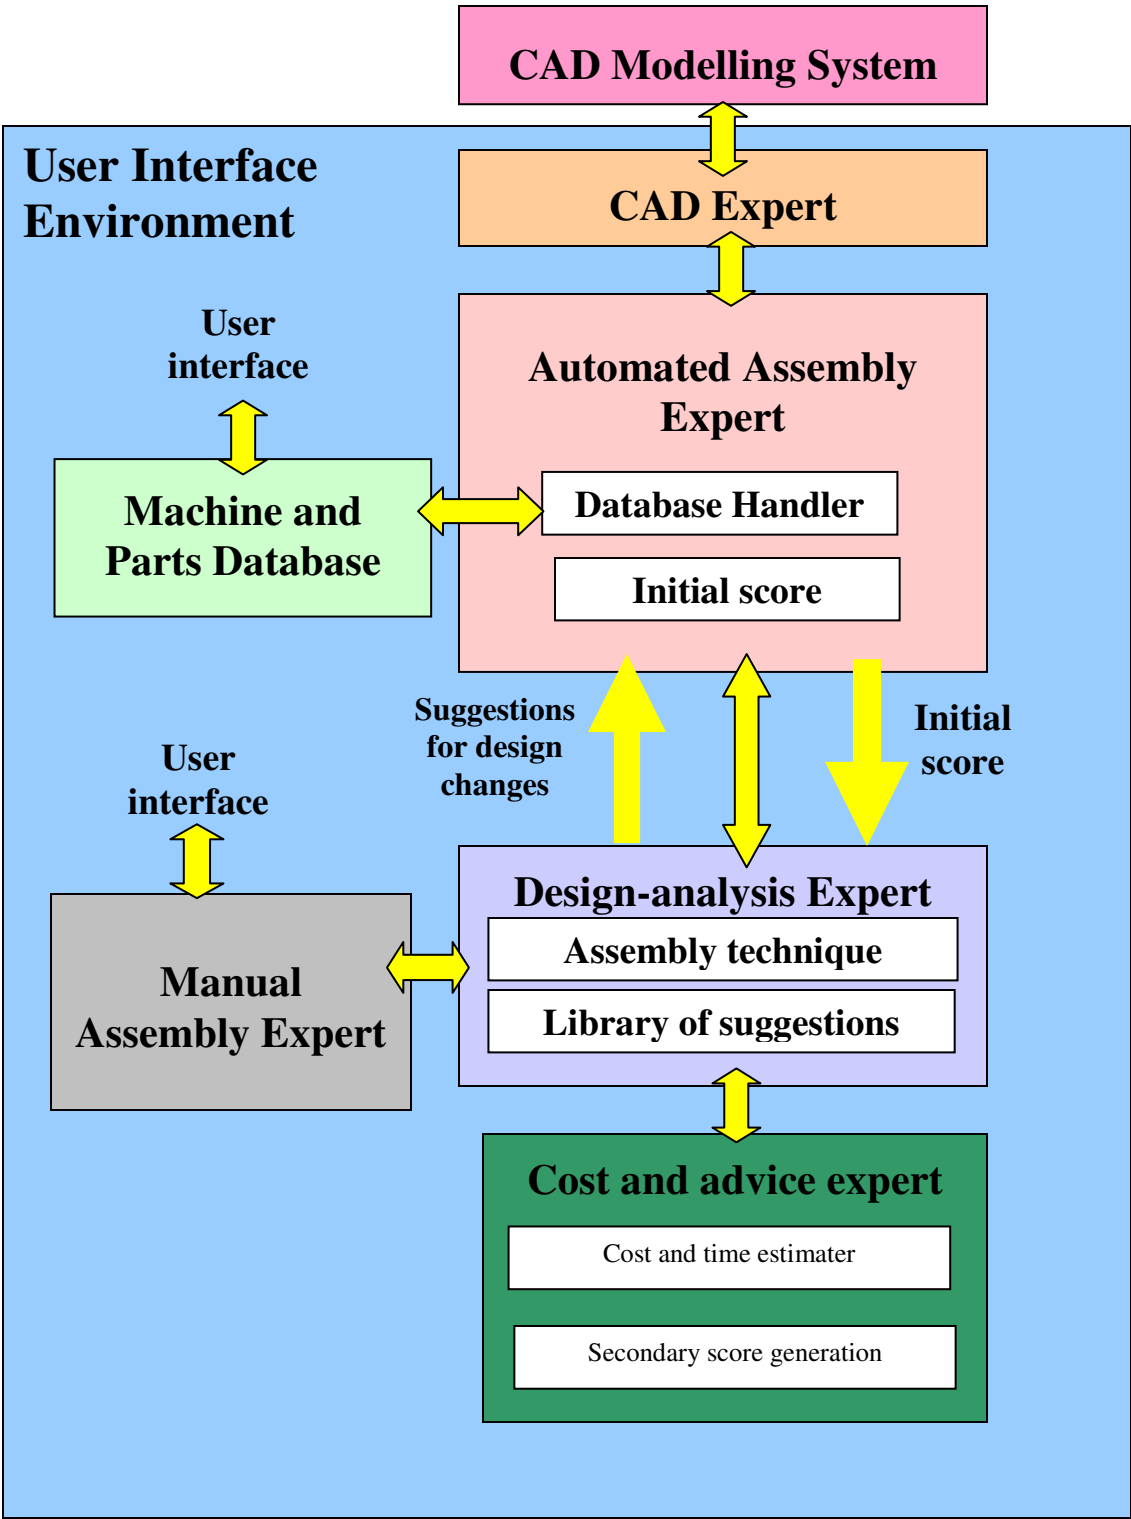 CAD Modelling System
User Interface
Environment
CAD Expert
User
interface
Automated Assembly
Expert
Machine and
Parts Database
Database Handler
Initial score
Suggestions
for design
changes
Initial
score
User
interface
Design-analysis Expert
Assembly technique
Library of suggestions
Manual
Assembly Expert
Cost and advice expert
Cost and time estimater
Secondary score generation